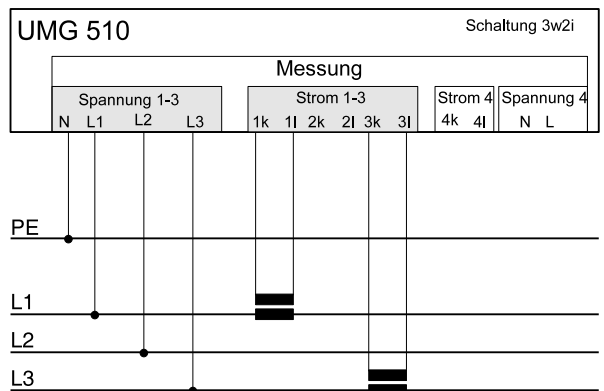 UMG 510
Schaltung 3w2i
Messung
Spannung 1-3
Strom 1-3
Strom 4
Spannung 4
N L1 L2 L3
1k 1l 2k 2l 3k 3l
4k 4l
N L
PE
L1
L2
L3